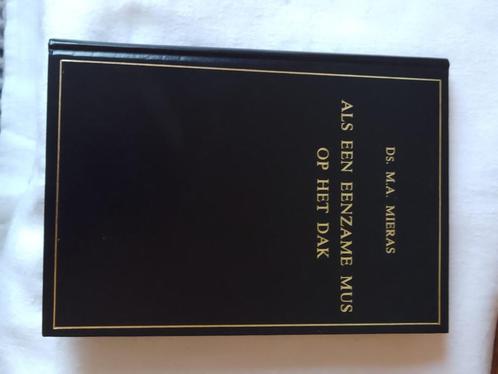 Ds. M.A. MIERAS
ALS EEN EENZAME MUS
OP HET DAK